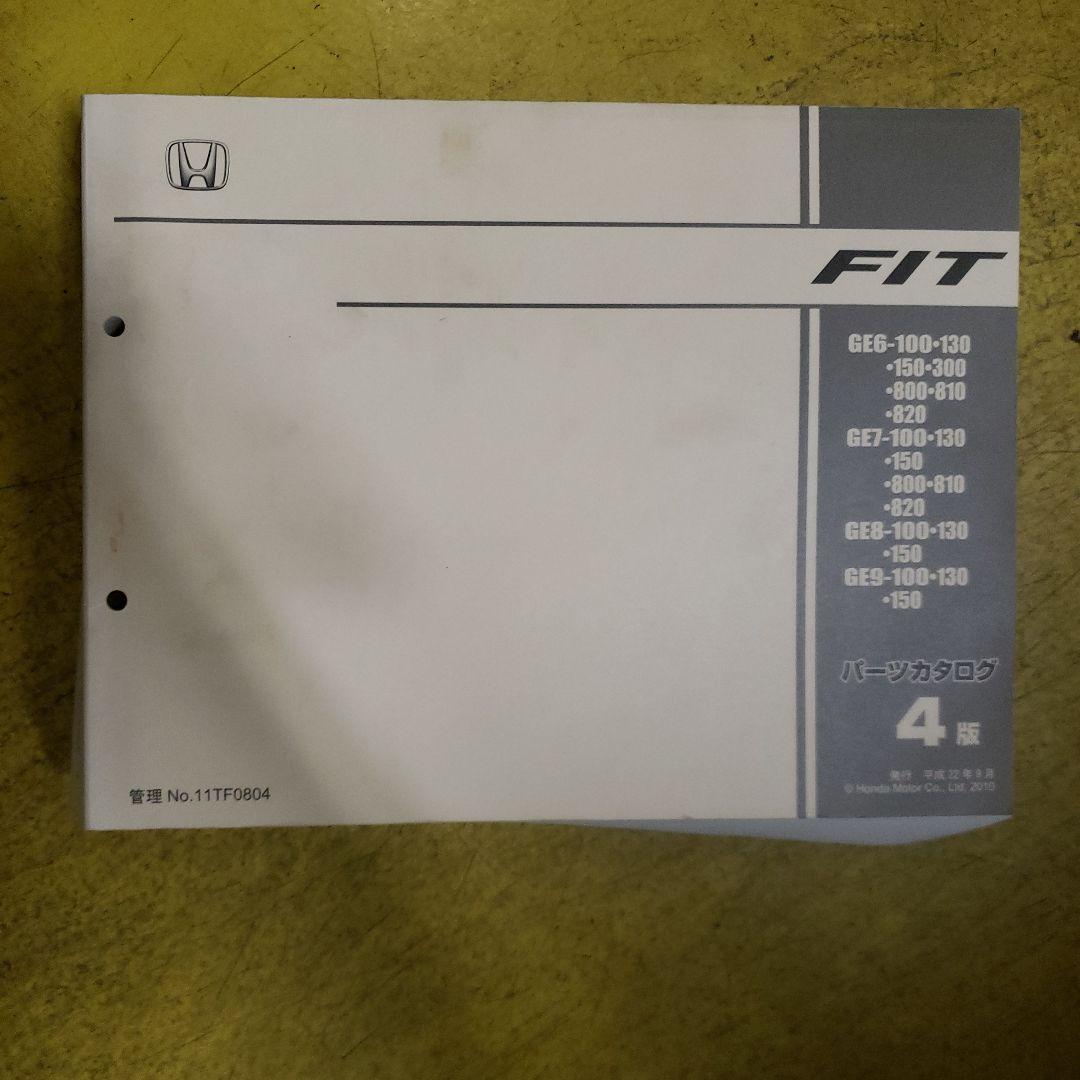 FIT
GE6-100・130
・150・300
・800・810
・820
GE7-100・130
・150
・800・810
・820
GE8-100・130
・150
GE9-100・130
・150
パーツカタログ
4版
発行 平成22年9月
© Honda Motor Co., Ltd. 2010
管理 No.11TF0804